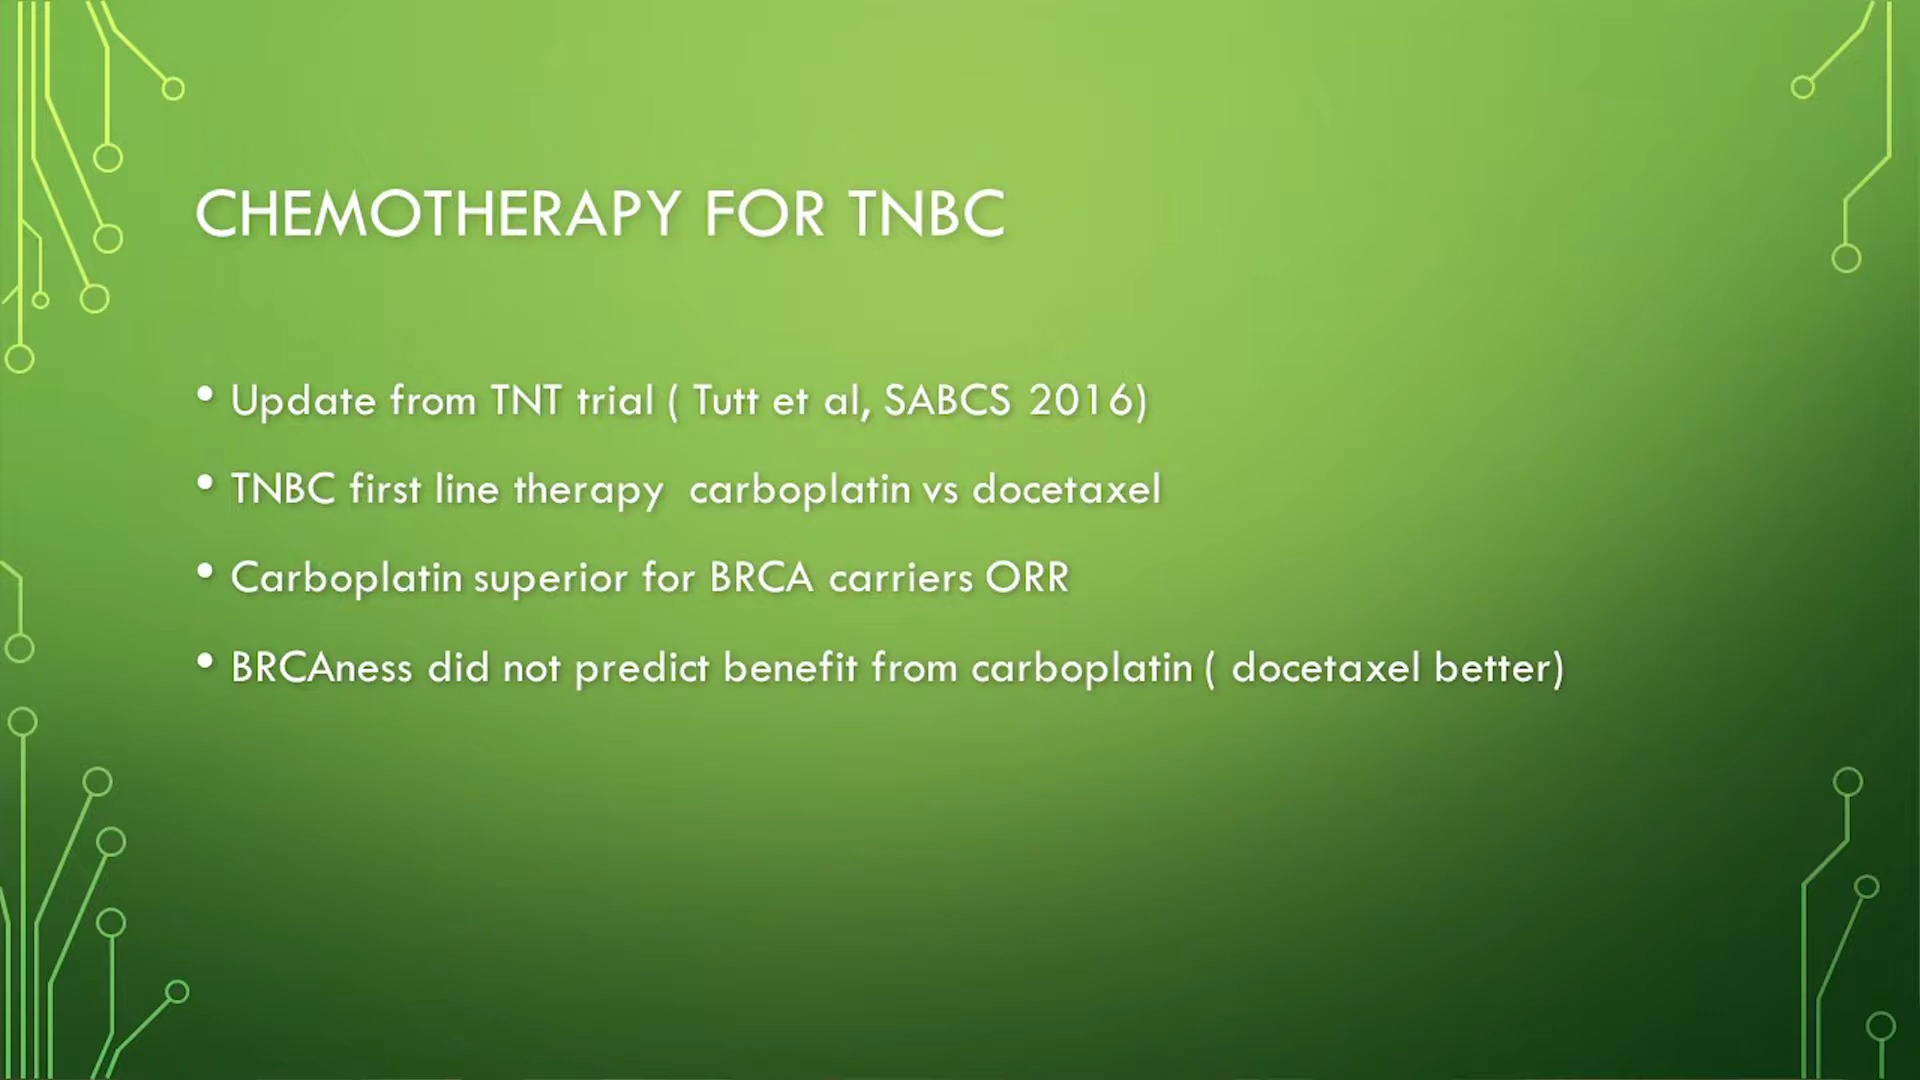 CHEMOTHERAPY FOR TNBC
• Update from TNT trial ( Tutt et al, SABCS 2016)
• TNBC first line therapy  carboplatin vs docetaxel
• Carboplatin superior for BRCA carriers ORR
• BRCAness did not predict benefit from carboplatin ( docetaxel better)